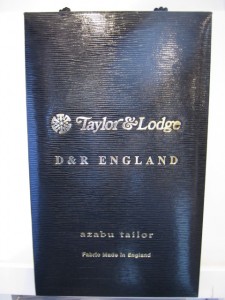 Taylor & Lodge
D&R ENGLAND
azabu tailor
Fabric Made in England